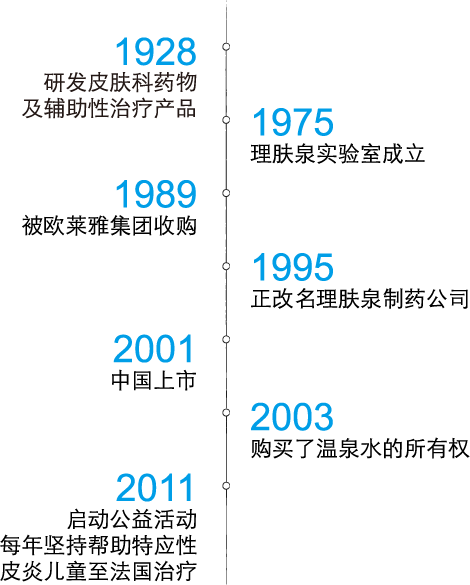 1928
研发皮肤科药物
及辅助性治疗产品
1975
理肤泉实验室成立
1989
被欧莱雅集团收购
1995
正改名理肤泉制药公司
2001
中国上市
2003
购买了温泉水的所有权
2011
启动公益活动
每年坚持帮助特应性
皮炎儿童至法国治疗